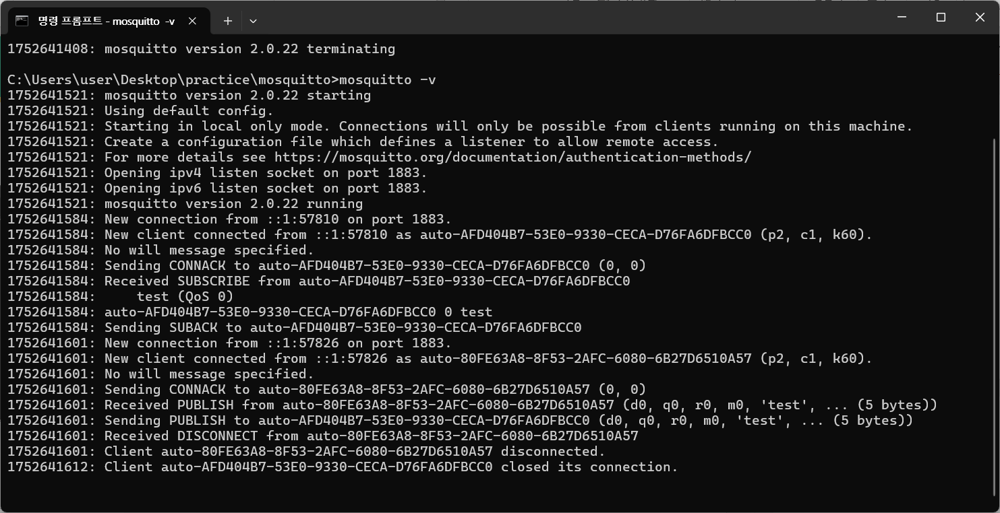 명령 프롬프트 - mosquitto -v
1752641408: mosquitto version 2.0.22 terminating
C:\Users\user\Desktop\practice\mosquitto>mosquitto -v
1752641521: mosquitto version 2.0.22 starting
1752641521: Using default config.
1752641521: Starting in local only mode. Connections will only be possible from clients running on this machine.
1752641521: Create a configuration file which defines a listener to allow remote access.
1752641521: For more details see https://mosquitto.org/documentation/authentication-methods/
1752641521: Opening ipv4 listen socket on port 1883.
1752641521: Opening ipv6 listen socket on port 1883.
1752641521: mosquitto version 2.0.22 running
1752641584: New connection from ::1:57810 on port 1883.
1752641584: New client connected from ::1:57810 as auto-AFD404B7-53E0-9330-CECA-D76FA6DFBCC0 (p2, c1, k60).
1752641584: No will message specified.
1752641584: Sending CONNACK to auto-AFD404B7-53E0-9330-CECA-D76FA6DFBCC0 (0, 0)
1752641584: Received SUBSCRIBE from auto-AFD404B7-53E0-9330-CECA-D76FA6DFBCC0
1752641584:     test (QoS 0)
1752641584: auto-AFD404B7-53E0-9330-CECA-D76FA6DFBCC0 0 test
1752641584: Sending SUBACK to auto-AFD404B7-53E0-9330-CECA-D76FA6DFBCC0
1752641601: New connection from ::1:57826 on port 1883.
1752641601: New client connected from ::1:57826 as auto-80FE63A8-8F53-2AFC-6080-6B27D6510A57 (p2, c1, k60).
1752641601: No will message specified.
1752641601: Sending CONNACK to auto-80FE63A8-8F53-2AFC-6080-6B27D6510A57 (0, 0)
1752641601: Received PUBLISH from auto-80FE63A8-8F53-2AFC-6080-6B27D6510A57 (d0, q0, r0, m0, 'test', ... (5 bytes))
1752641601: Sending PUBLISH to auto-AFD404B7-53E0-9330-CECA-D76FA6DFBCC0 (d0, q0, r0, m0, 'test', ... (5 bytes))
1752641601: Received DISCONNECT from auto-80FE63A8-8F53-2AFC-6080-6B27D6510A57
1752641601: Client auto-80FE63A8-8F53-2AFC-6080-6B27D6510A57 disconnected.
1752641612: Client auto-AFD404B7-53E0-9330-CECA-D76FA6DFBCC0 closed its connection.